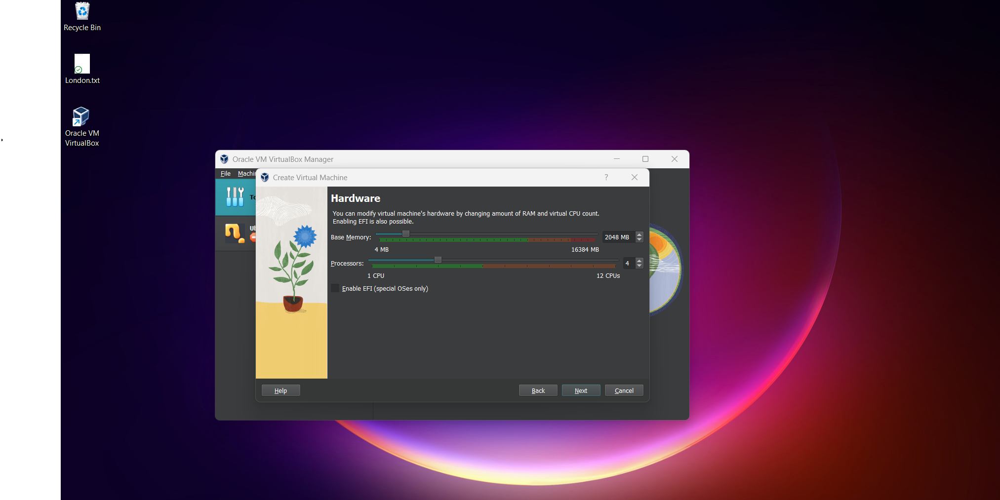 Recycle Bin
London.txt
Oracle VM
VirtualBox
Oracle VM VirtualBox Manager
File
Create Virtual Machine
?
Hardware
You can modify virtual machine's hardware by changing amount of RAM and virtual CPU count.
Enabling EFI is also possible.
Base Memory:
2048 MB
4 MB
16384 MB
Processors:
4
1 CPU
12 CPUs
Enable EFI (special OSes only)
Help
Back
Next
Cancel